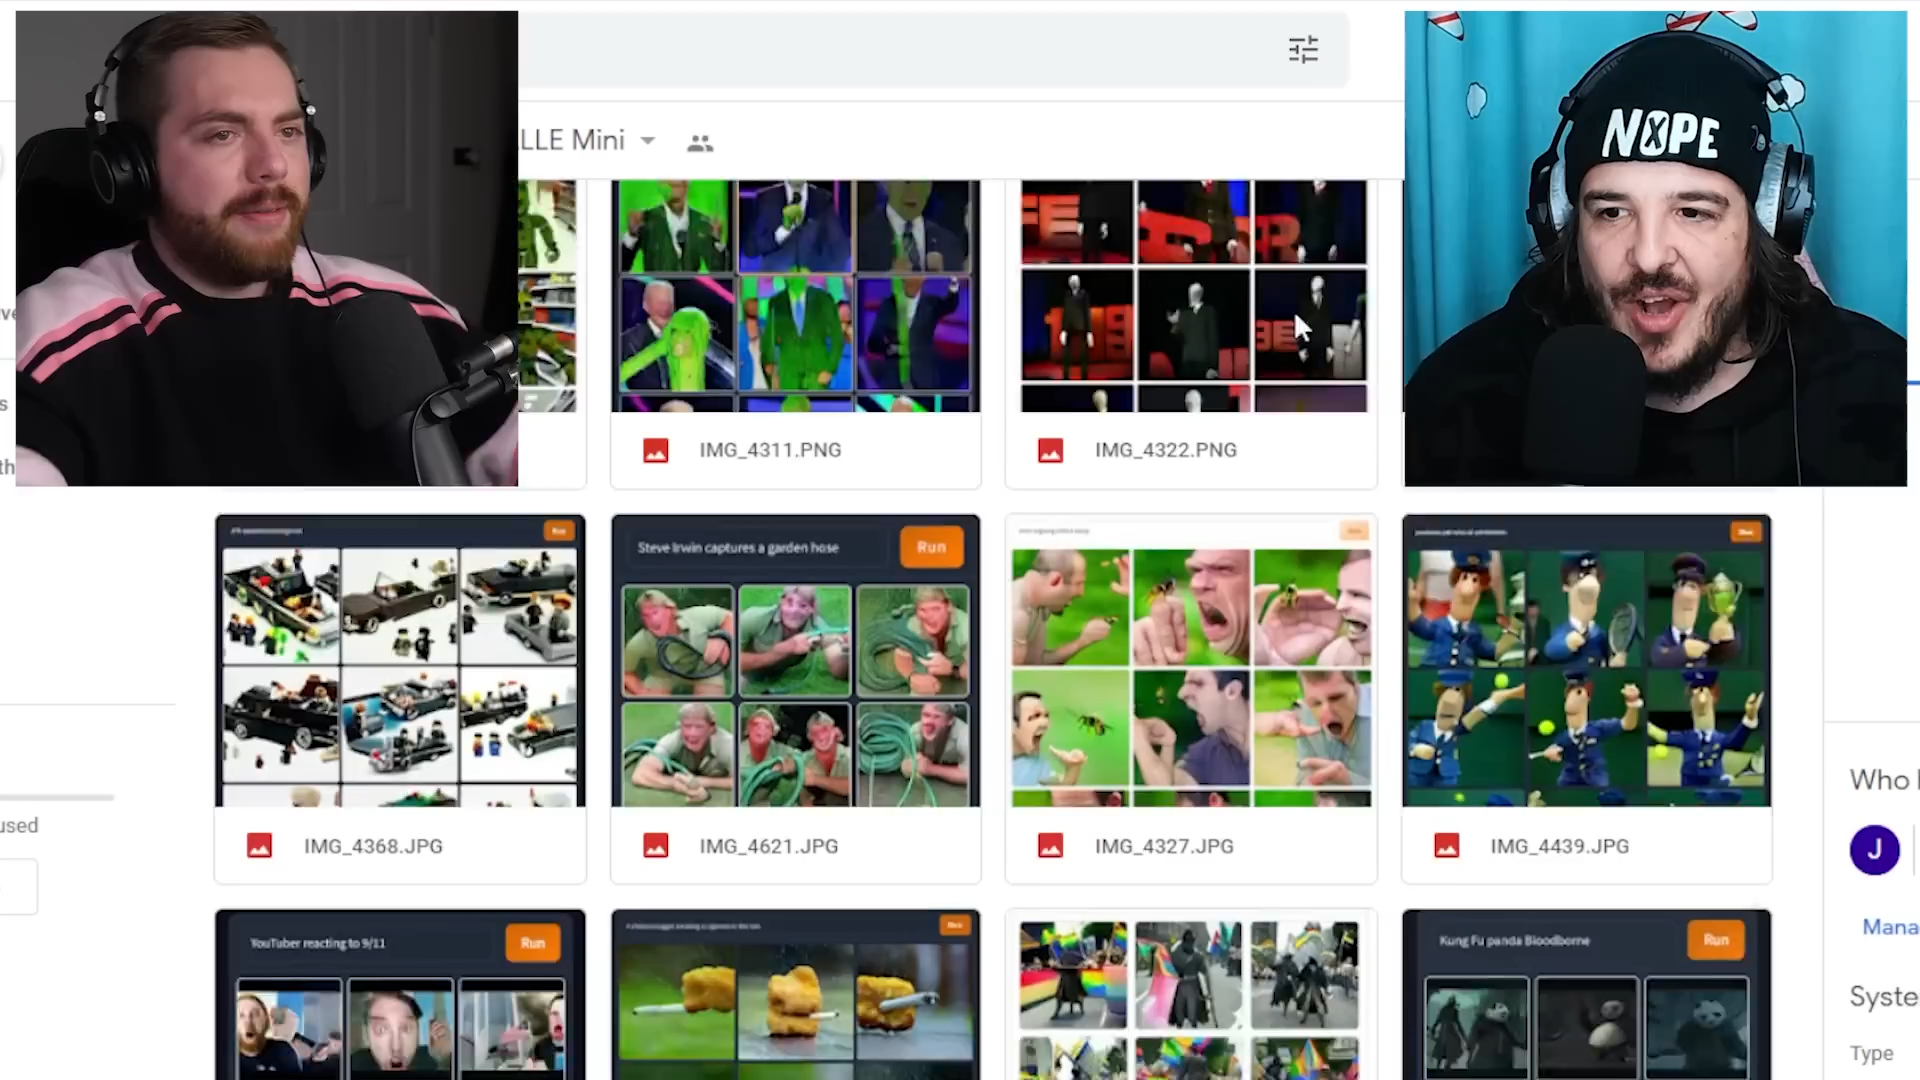 LLE Mini
NOPE
IMG_4311.PNG
IMG_4322.PNG
th
Steve Irwin captures a garden hose
Run
IMG_4368.JPG
IMG_4621.JPG
IMG_4327.JPG
IMG_4439.JPG
used
Who
J
Mana
YouTuber reacting to 9/11
Run
Kung Fu panda Bloodborne
Run
Syste
Type